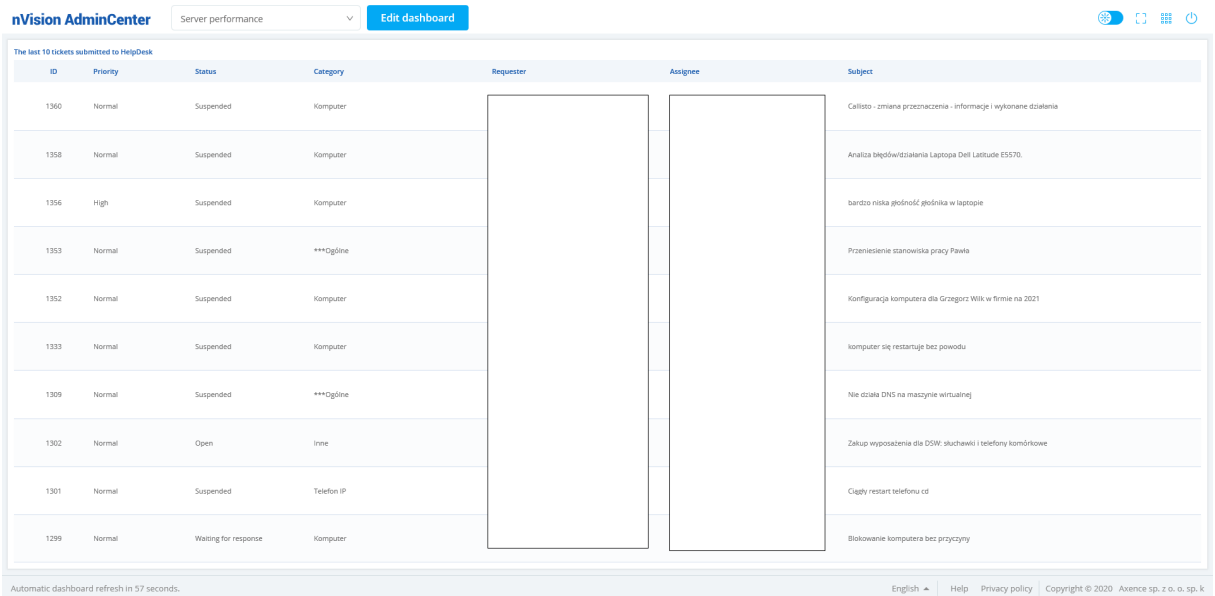 nVision AdminCenter Server performance Edit dashboard
The last 10 tickets submitted to HelpDesk
ID Priority Status Category Requester Assignee Subject
1360 Normal Suspended Komputer Callisto - zmiana przeznaczenia - informacje i wykonane działania
1358 Normal Suspended Komputer Analiza błędów/działania Laptopa Dell Latitude E5570.
1356 High Suspended Komputer bardzo niska głośność głośnika w laptopie
1353 Normal Suspended ***Ogólne Przeniesienie stanowiska pracy Pawła
1352 Normal Suspended Komputer Konfiguracja komputera dla Grzegorz Wilk w firmie na 2021
1333 Normal Suspended Komputer komputer się restartuje bez powodu
1309 Normal Suspended ***Ogólne Nie działa DNS na maszynie wirtualnej
1302 Normal Open Inne Zakup wyposażenia dla DSW: słuchawki i telefony komórkowe
1301 Normal Suspended Telefon IP Ciągły restart telefonu cd
1299 Normal Waiting for response Komputer Blokowanie komputera bez przyczyny
Automatic dashboard refresh in 57 seconds. English Help Privacy policy Copyright © 2020 Axence sp. z o. o. sp. k